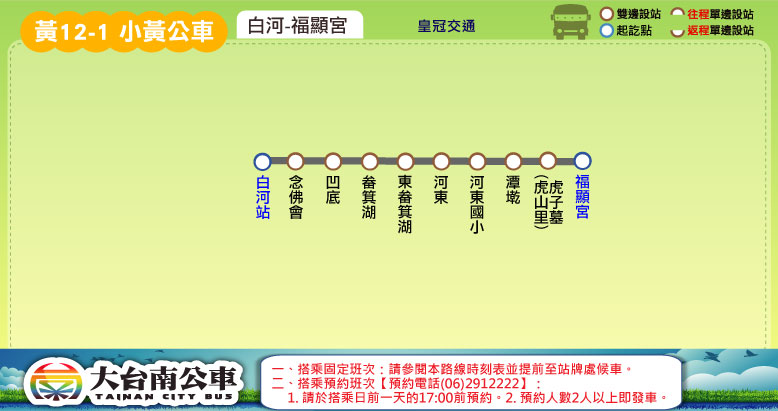 黃12-1 小黃公車
白河-福顯宮
皇冠交通
雙邊設站
往程單邊設站
起訖點
返程單邊設站
白河站
念佛會
凹底
畚箕湖
東畚箕湖
河東
河東國小
潭墘
虎子墓
(虎山里)
福顯宮
大台南公車
TAINAN CITY BUS
一、搭乘固定班次：請參閱本路線時刻表並提前至站牌處候車。
二、搭乘預約班次【預約電話(06)2912222】：
1. 請於搭乘日前一天的17:00前預約。2. 預約人數2人以上即發車。